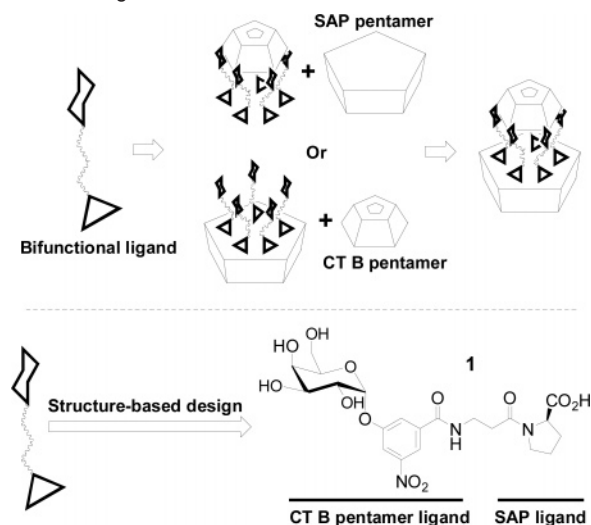 SAP pentamer
+
Or
+
Bifunctional ligand
CT B pentamer
Structure-based design
1
OH
OH
HO
O
HO
OH
O
O
O
CO2H
N
H
N
NO2
CT B pentamer ligand
SAP ligand